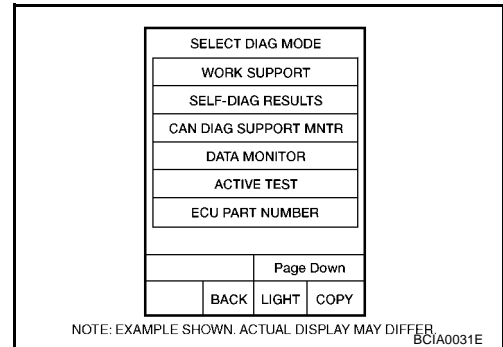 SELECT DIAG MODE
WORK SUPPORT
SELF-DIAG RESULTS
CAN DIAG SUPPORT MNTR
DATA MONITOR
ACTIVE TEST
ECU PART NUMBER
Page Down
BACK LIGHT COPY
NOTE: EXAMPLE SHOWN. ACTUAL DISPLAY MAY DIFFER.
BCIA0031E